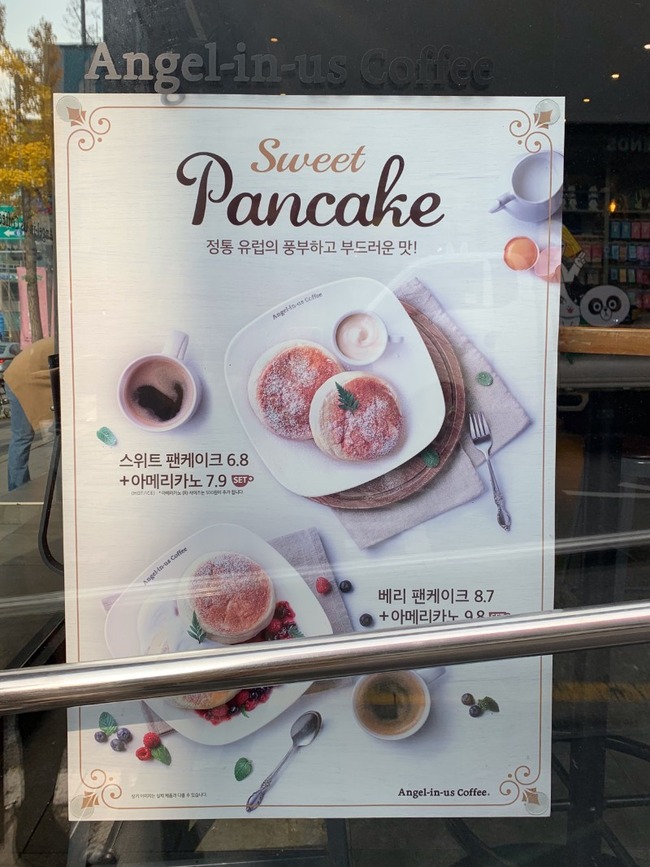 Angel-in-us Coffee
Sweet
Pancake
정통 유럽의 풍부하고 부드러운 맛!
Angel-in-us Coffee
스위트 팬케이크 6.8
+아메리카노 7.9 SET
Angel-in-us Coffee
베리 팬케이크 8.7
+아메리카노 9.8
Angel-in-us Coffee.